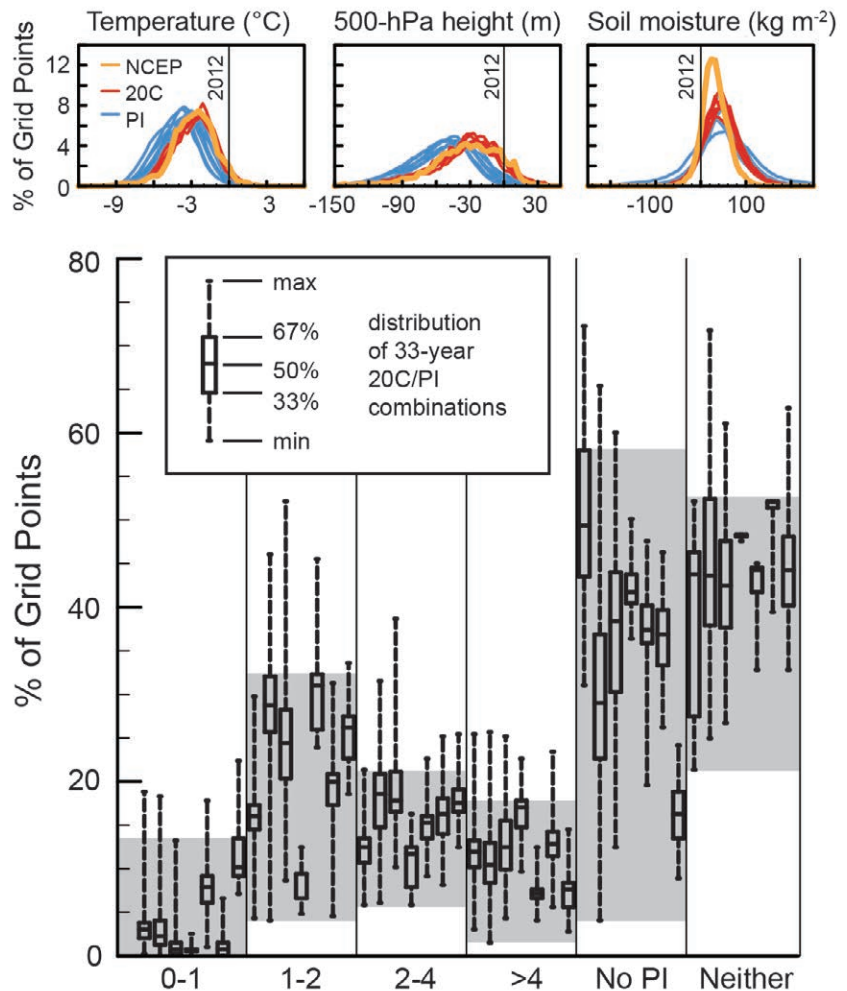 Temperature (°C)
500-hPa height (m)
Soil moisture (kg m-2)
% of Grid Points
12
8
4
0
NCEP
20C
PI
2012
2012
2012
-9
-3
3
-150
-90
-30
30
-100
100
% of Grid Points
80
60
40
20
0
max
67%
50%
33%
min
distribution
of 33-year
20C/PI
combinations
0-1
1-2
2-4
>4
No PI
Neither